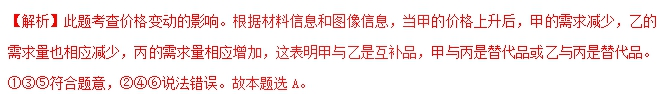 【解析】此题考查价格变动的影响。根据材料信息和图像信息，当甲的价格上升后，甲的需求减少，乙的
需求量也相应减少，丙的需求量相应增加，这表明甲与乙是互补品，甲与丙是替代品或乙与丙是替代品。
①③⑤符合题意，②④⑥说法错误。故本题选 A。